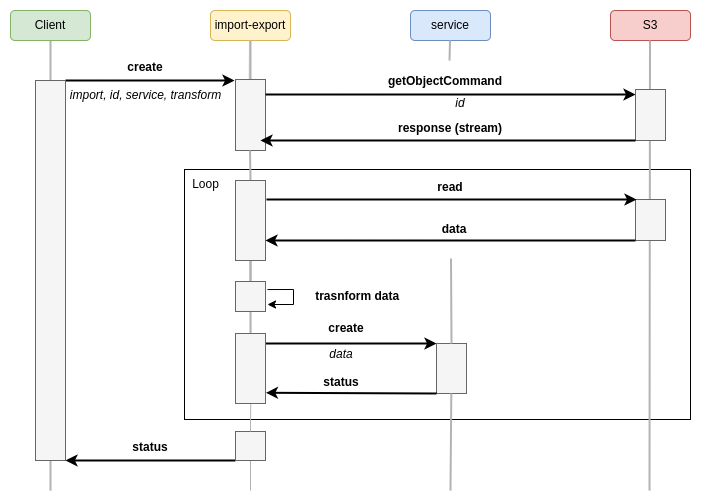 Client
import-export
service
S3
create
import, id, service, transform
getObjectCommand
id
response (stream)
Loop
read
data
trasnform data
create
data
status
status